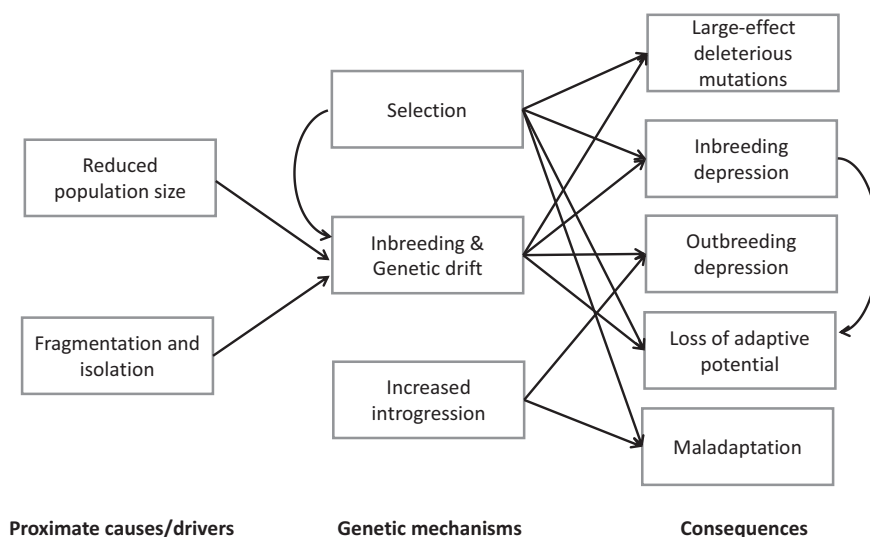 Reduced
population size
Fragmentation and
isolation
Selection
Inbreeding &
Genetic drift
Increased
introgression
Large-effect
deleterious
mutations
Inbreeding
depression
Outbreeding
depression
Loss of adaptive
potential
Maladaptation
Proximate causes/drivers
Genetic mechanisms
Consequences